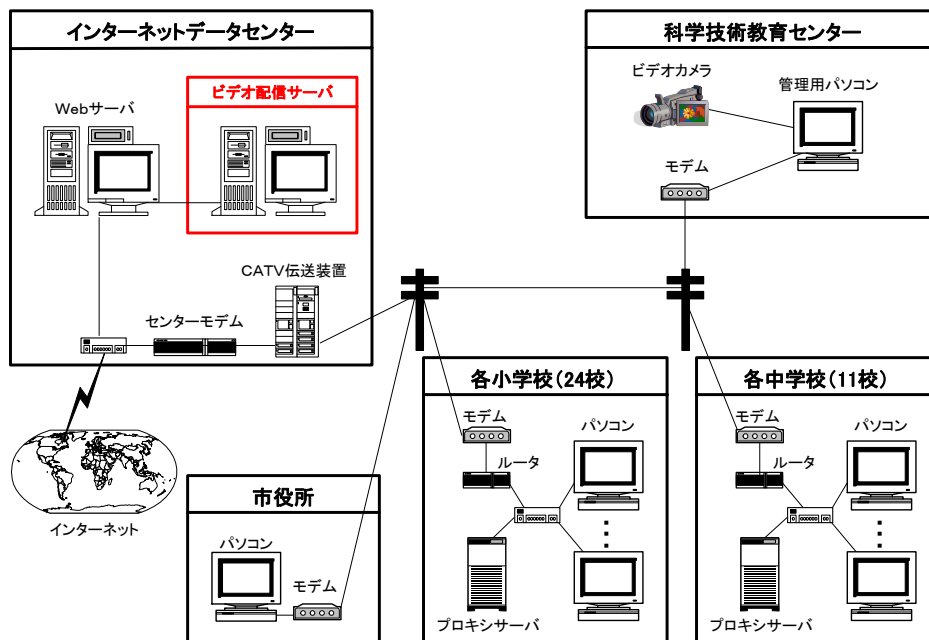 インターネットデータセンター
Webサーバ
ビデオ配信サーバ
CATV伝送装置
センターモデム
インターネット
科学技術教育センター
ビデオカメラ
管理用パソコン
モデム
市役所
パソコン
モデム
各小学校(24校)
モデム
パソコン
ルータ
プロキシサーバ
各中学校(11校)
モデム
パソコン
ルータ
プロキシサーバ